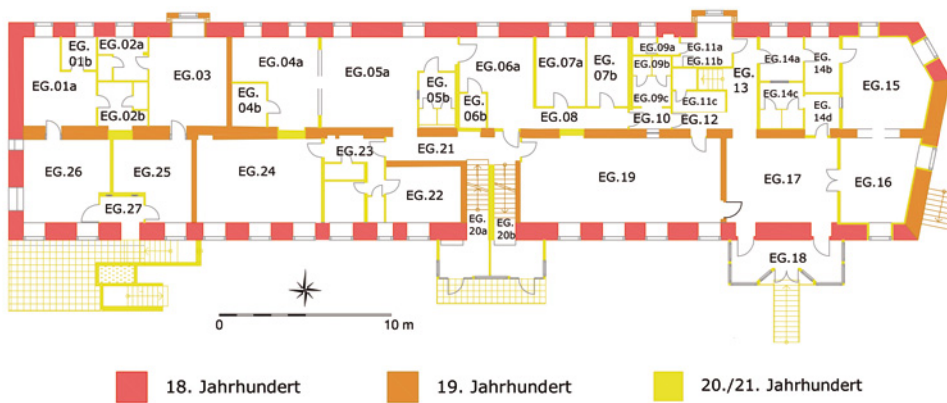 EG.01a
EG.
01b
EG.02a
EG.02b
EG.03
EG.04a
EG.
04b
EG.05a
EG.
05b
EG.06a
EG.
06b
EG.07a
EG.
07b
EG.08
EG.09a
EG.09b
EG.09c
EG.10
EG.11a
EG.11b
EG.11c
EG.12
EG.
13
EG.14a
EG.
14b
EG.14c
EG.
14d
EG.15
EG.26
EG.25
EG.27
EG.24
EG.23
EG.21
EG.22
EG.
20a
EG.
20b
EG.19
EG.17
EG.16
EG.18
0 10 m
18. Jahrhundert 19. Jahrhundert 20./21. Jahrhundert